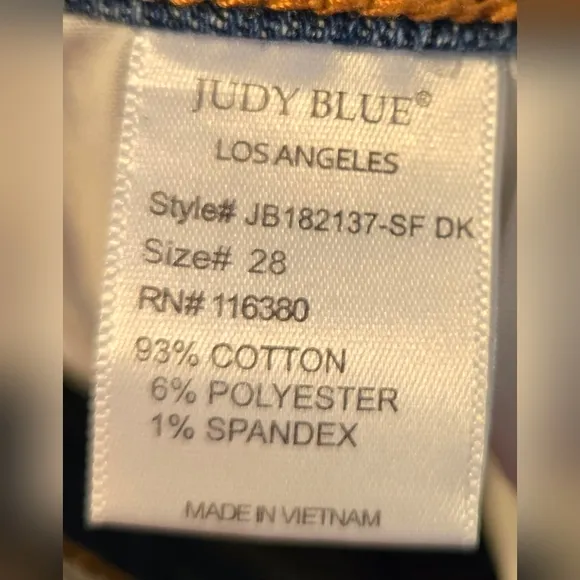 JUDY BLUE®
LOS ANGELES
Style# JB182137-SF DK
Size# 28
RN# 116380
93% COTTON
6% POLYESTER
1% SPANDEX
MADE IN VIETNAM